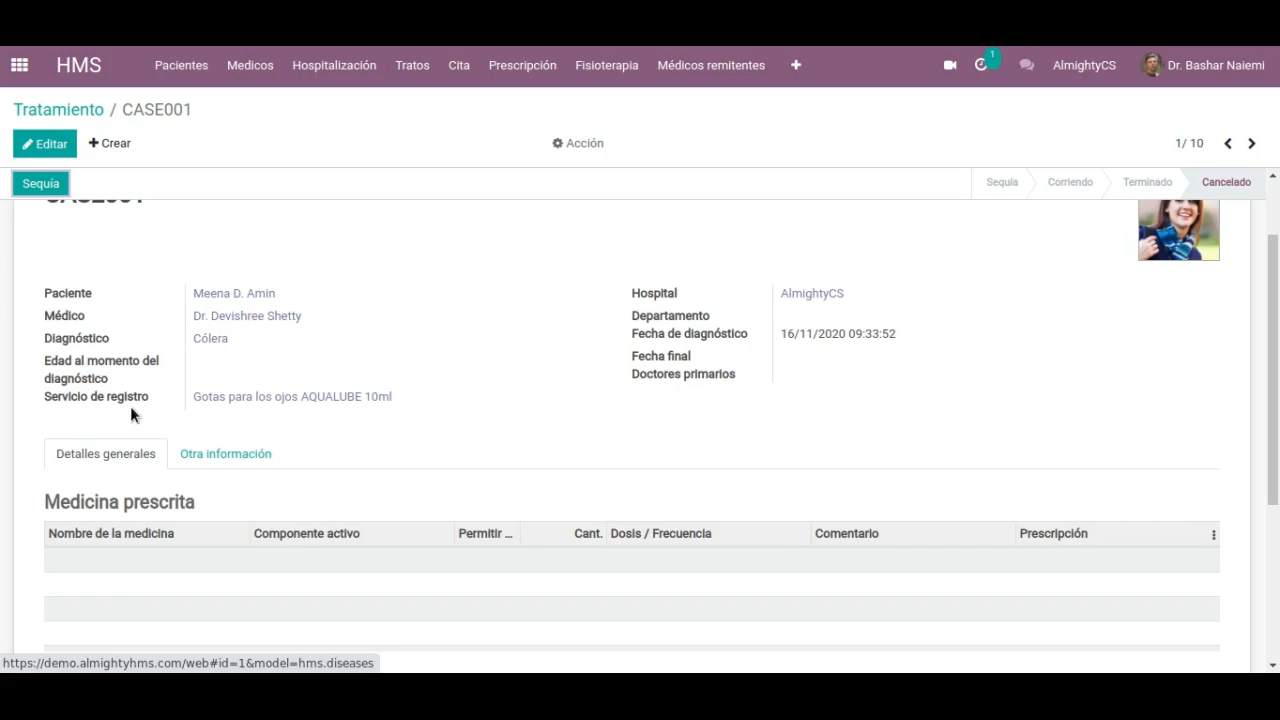 HMS Pacientes Medicos Hospitalización Tratos Cita Prescripción Fisioterapia Médicos remitentes 1 AlmightyCS Dr. Bashar Naiemi
Tratamiento / CASE001
Editar Crear Acción 1/ 10
Sequía Sequía Corriendo Terminado Cancelado
CASE001
Paciente Meena D. Amin Hospital AlmightyCS
Médico Dr. Devishree Shetty Departamento
Diagnóstico Cólera Fecha de diagnóstico 16/11/2020 09:33:52
Edad al momento del Fecha final
diagnóstico Doctores primarios
Servicio de registro Gotas para los ojos AQUALUBE 10ml
Detalles generales Otra información
Medicina prescrita
Nombre de la medicina Componente activo Permitir ... Cant. Dosis / Frecuencia Comentario Prescripción
https://demo.almightyhms.com/web#id=1&model=hms.diseases